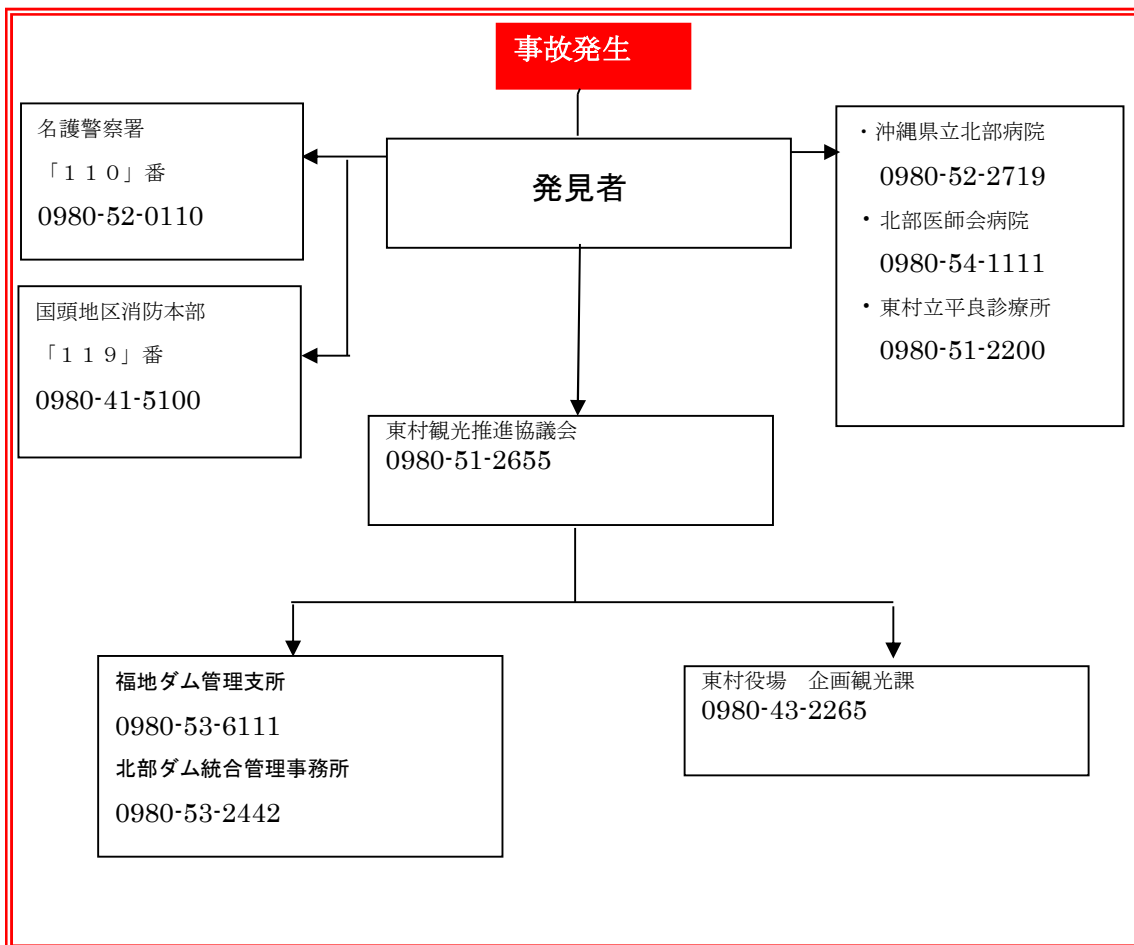 事故発生
名護警察署
「１１０」番
0980-52-0110
発見者
・沖縄県立北部病院
0980-52-2719
・北部医師会病院
0980-54-1111
・東村立平良診療所
0980-51-2200
国頭地区消防本部
「１１９」番
0980-41-5100
東村観光推進協議会
0980-51-2655
福地ダム管理支所
0980-53-6111
北部ダム統合管理事務所
0980-53-2442
東村役場　企画観光課
0980-43-2265